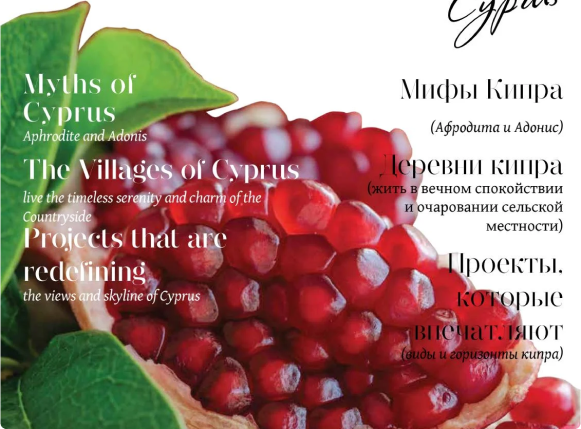 Cyprus
Myths of
Cyprus
Aphrodite and Adonis
The Villages of Cyprus
live the timeless serenity and charm of the
Countryside
Projects that are
redefining
the views and skyline of Cyprus
Мифы Кипра
(Афродита и Адонис)
Деревни кипра
(жить в вечном спокойствии
и очаровании сельской
местности)
Проекты,
которые
впечатляют
(виды и горизонты кипра)